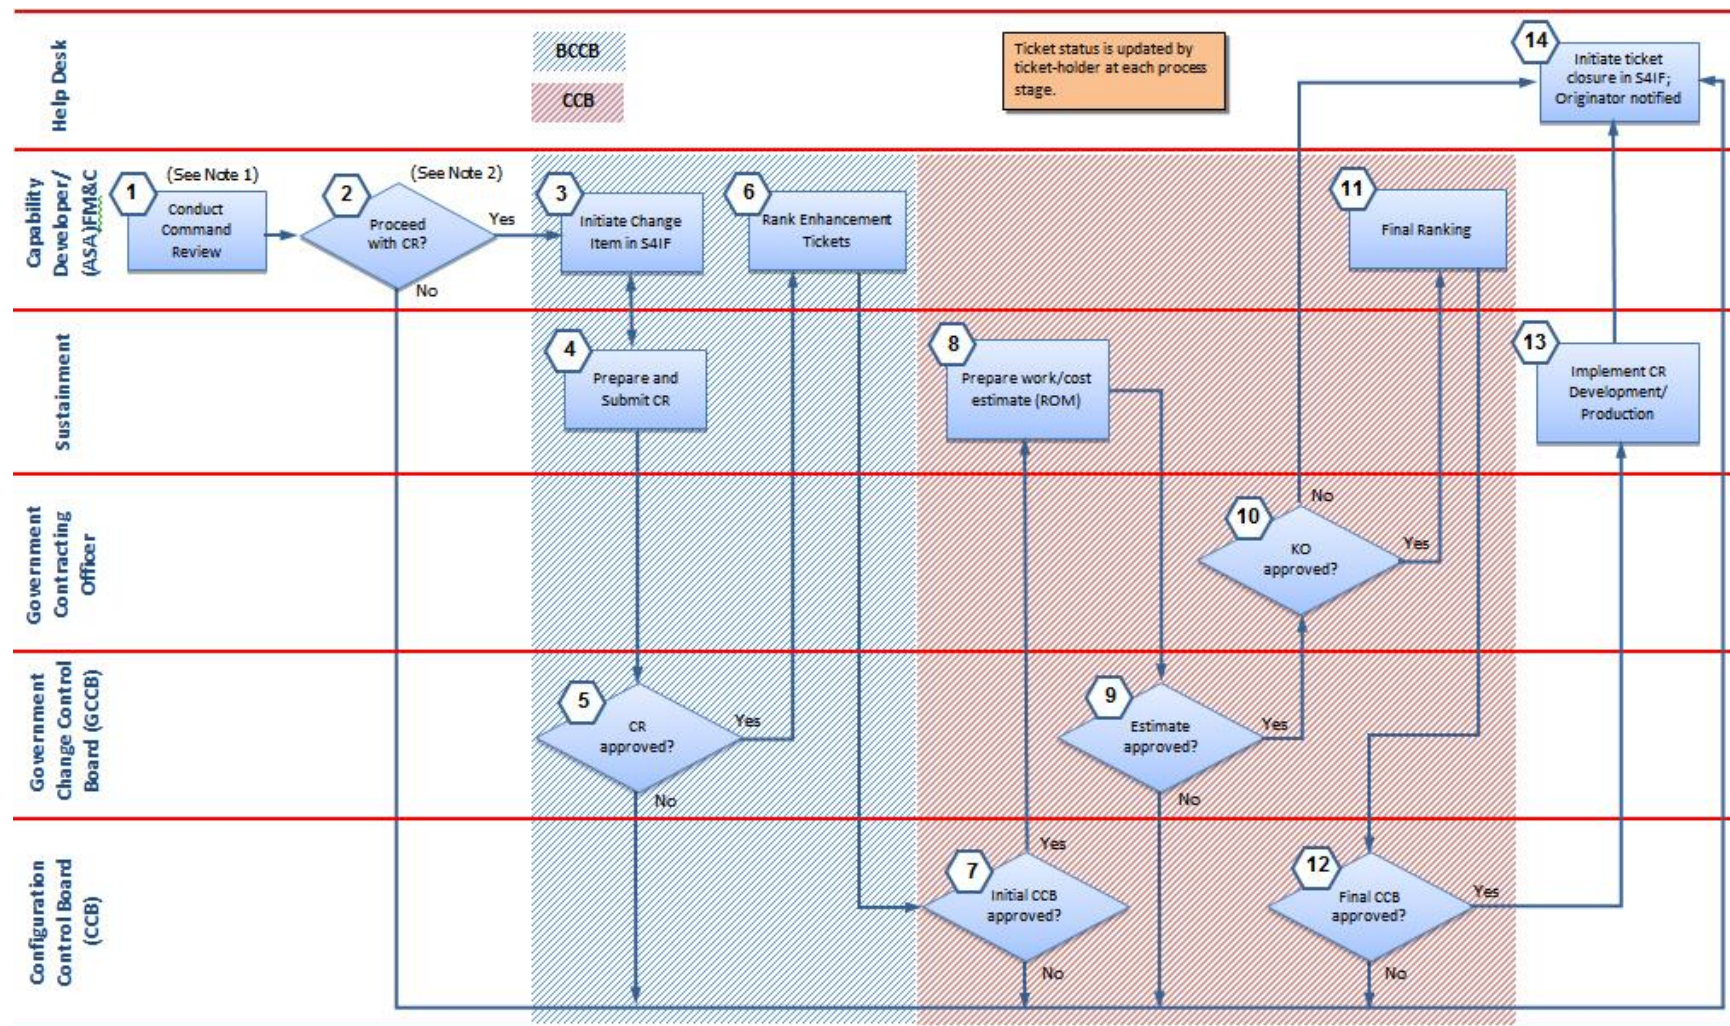 Help Desk
BCCB
CCB
Ticket status is updated by
ticket-holder at each process
stage.
14
Initiate ticket
closure in S4IF;
Originator notified
Capability
Developer/
(ASA)FM&C
1
(See Note 1)
Conduct
Command
Review
2
(See Note 2)
Proceed
with CR?
Yes
No
3
Initiate Change
Item in S4IF
6
Rank Enhancement
Tickets
11
Final Ranking
Sustainment
4
Prepare and
Submit CR
8
Prepare work/cost
estimate (ROM)
13
Implement CR
Development/
Production
Government
Contracting
Officer
10
No
KO
approved?
Yes
Government
Change Control
Board (GCCB)
5
CR
approved?
Yes
No
9
Estimate
approved?
Yes
No
Configuration
Control Board
(CCB)
7
Yes
Initial CCB
approved?
No
12
Final CCB
approved?
Yes
No